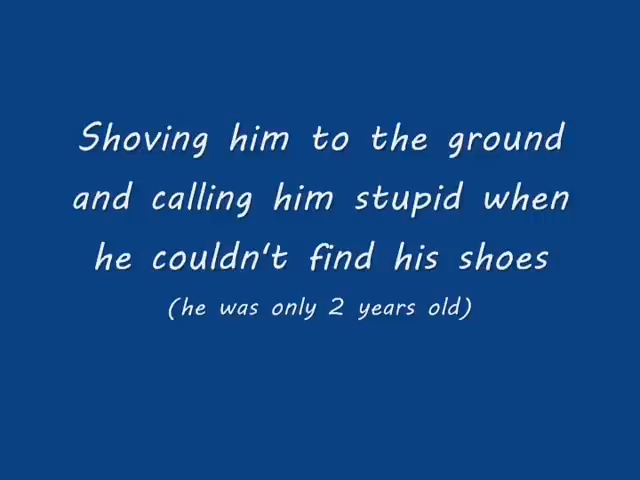 Shoving him to the ground
and calling him stupid when
he couldn't find his shoes
(he was only 2 years old)